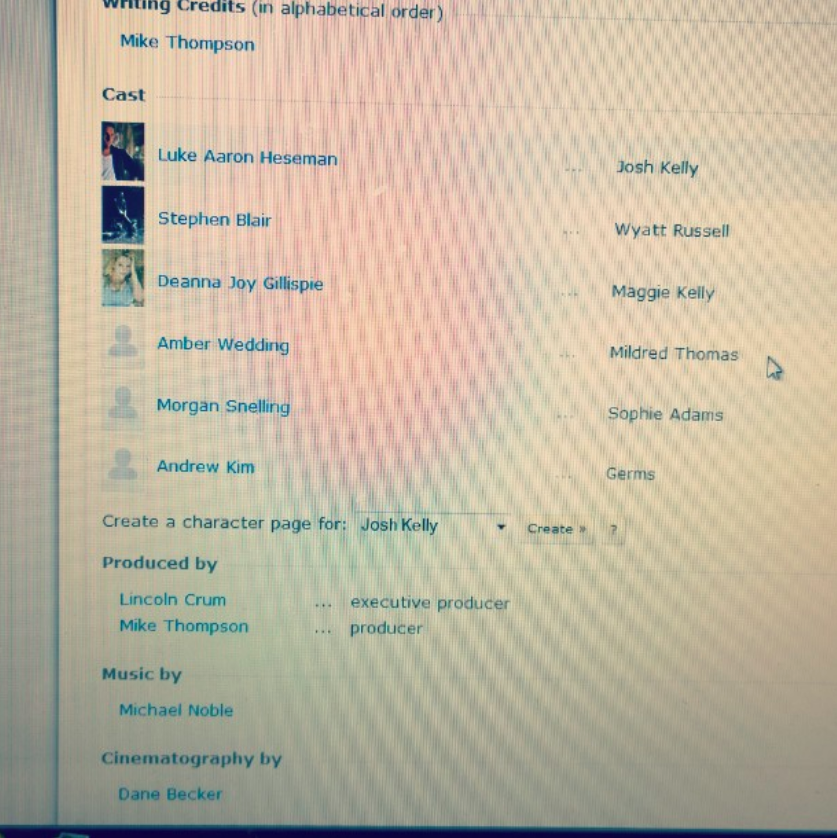 Writing Credits (in alphabetical order)
Mike Thompson
Cast
Luke Aaron Heseman ... Josh Kelly
Stephen Blair ... Wyatt Russell
Deanna Joy Gillispie ... Maggie Kelly
Amber Wedding ... Mildred Thomas
Morgan Snelling ... Sophie Adams
Andrew Kim ... Germs
Create a character page for: Josh Kelly Create » ?
Produced by
Lincoln Crum ... executive producer
Mike Thompson ... producer
Music by
Michael Noble
Cinematography by
Dane Becker